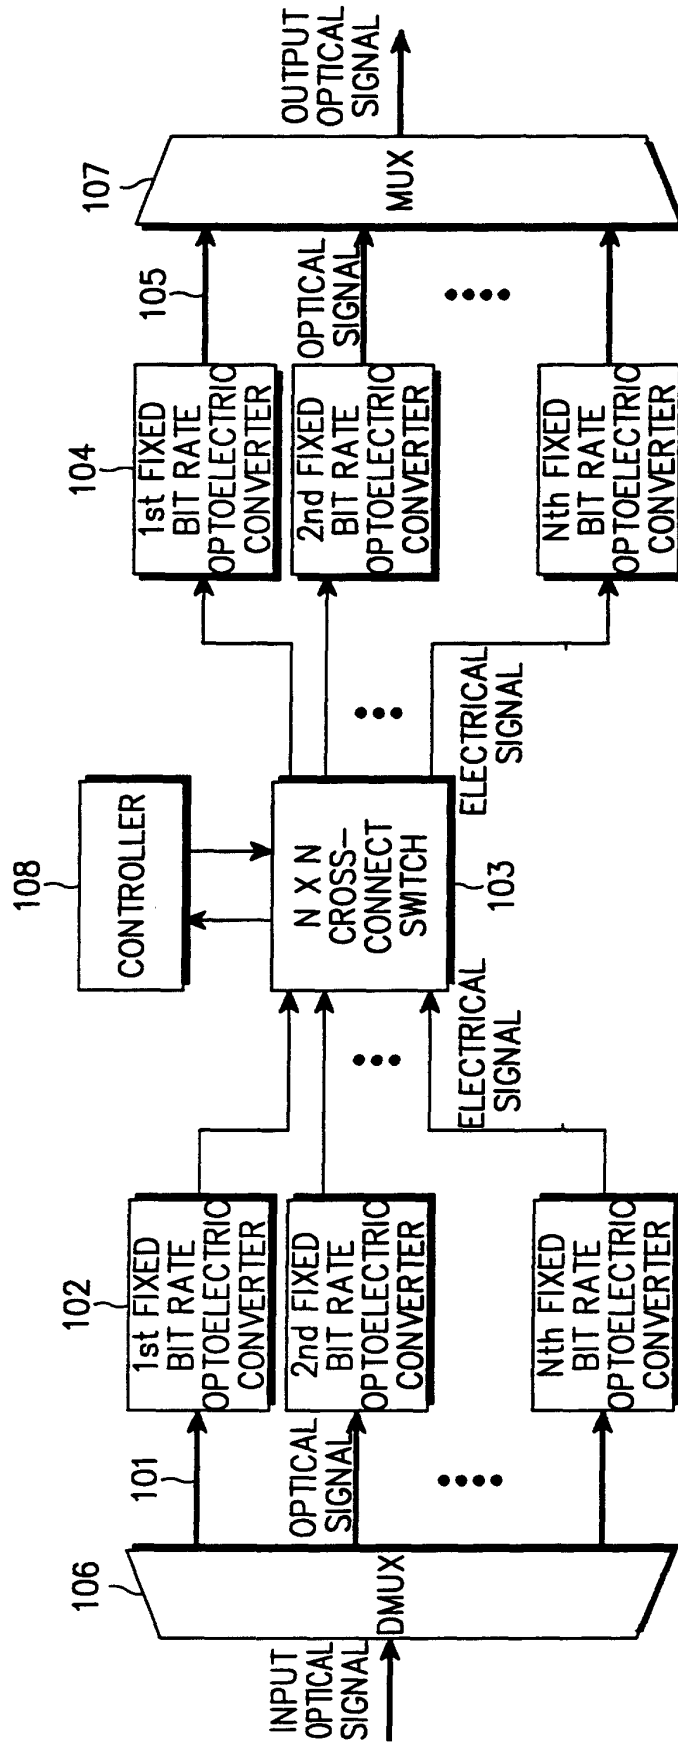 INPUT
OPTICAL
SIGNAL
106
DMUX
101
OPTICAL
SIGNAL
102
1st FIXED
BIT RATE
OPTOELECTRIC
CONVERTER
2nd FIXED
BIT RATE
OPTOELECTRIC
CONVERTER
Nth FIXED
BIT RATE
OPTOELECTRIC
CONVERTER
ELECTRICAL
SIGNAL
108
CONTROLLER
N X N
CROSS-
CONNECT
SWITCH
103
ELECTRICAL
SIGNAL
104
1st FIXED
BIT RATE
OPTOELECTRIC
CONVERTER
2nd FIXED
BIT RATE
OPTOELECTRIC
CONVERTER
Nth FIXED
BIT RATE
OPTOELECTRIC
CONVERTER
105
OPTICAL
SIGNAL
107
MUX
OUTPUT
OPTICAL
SIGNAL